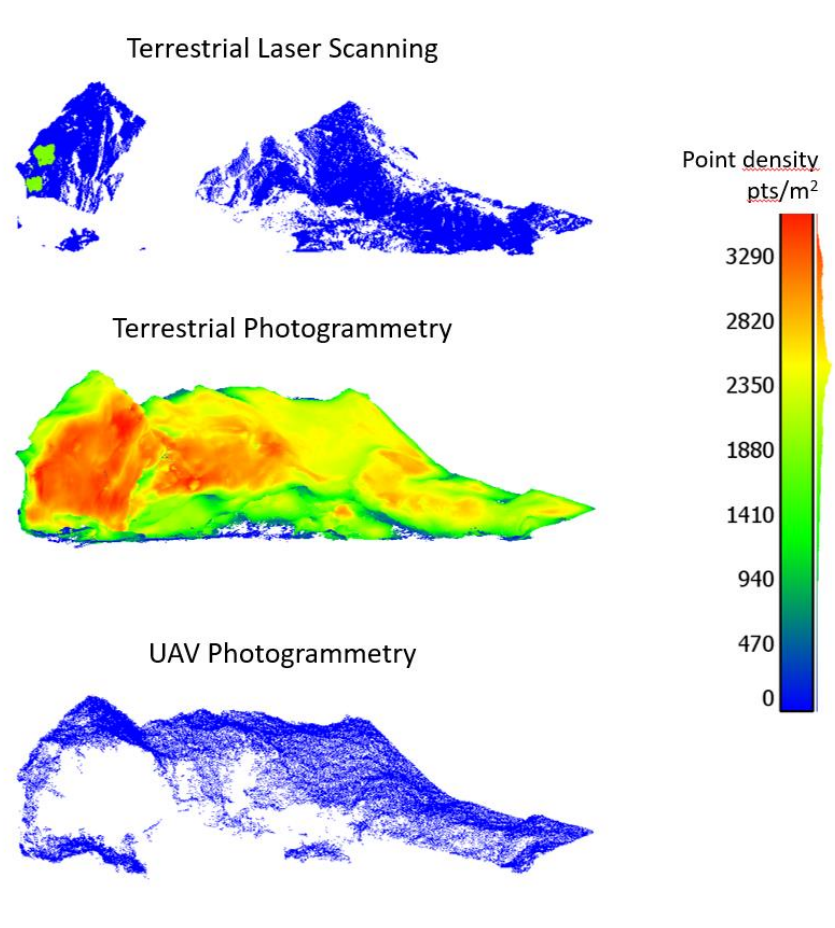 Terrestrial Laser Scanning
Point density
pts/m²
3290
2820
Terrestrial Photogrammetry
2350
1880
1410
940
470
UAV Photogrammetry
0